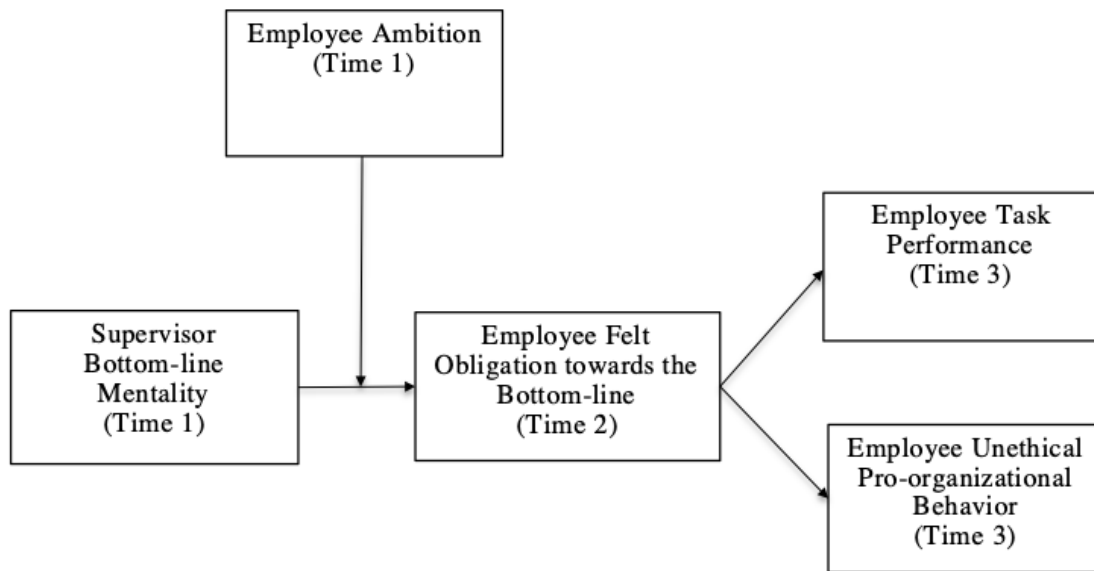 Employee Ambition
(Time 1)
Supervisor
Bottom-line
Mentality
(Time 1)
Employee Felt
Obligation towards the
Bottom-line
(Time 2)
Employee Task
Performance
(Time 3)
Employee Unethical
Pro-organizational
Behavior
(Time 3)